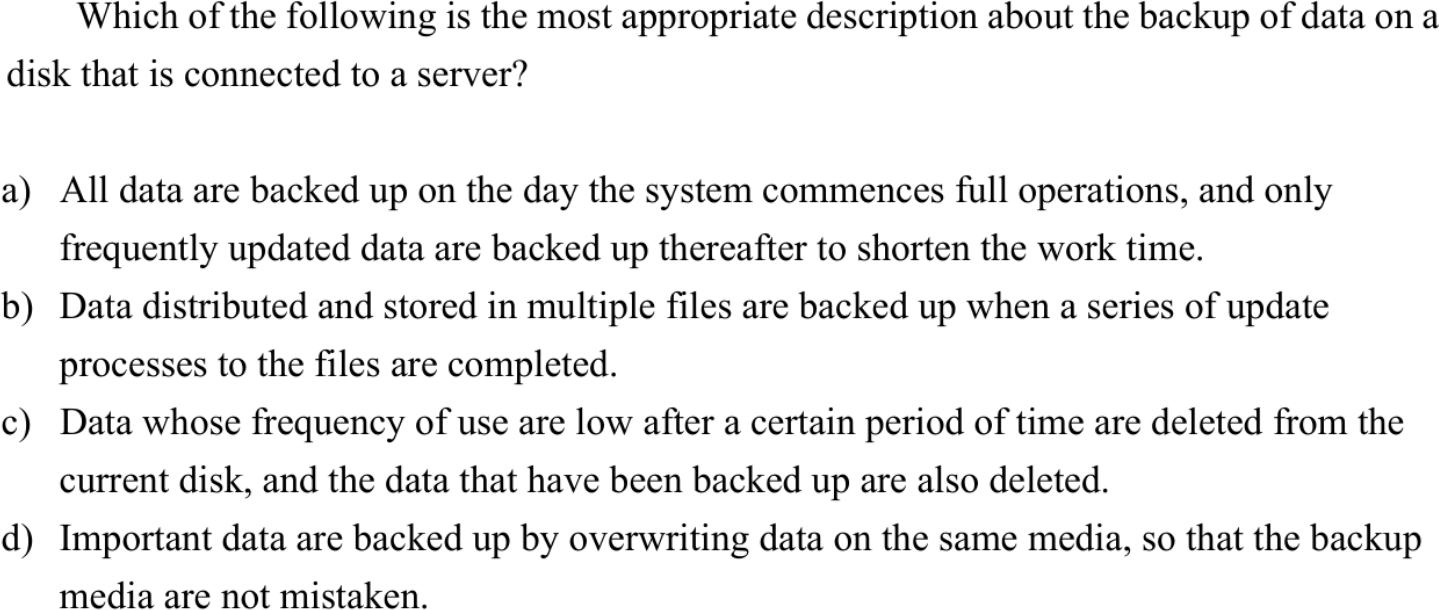 Which of the following is the most appropriate description about the backup of data on a
disk that is connected to a server?
a) All data are backed up on the day the system commences full operations, and only
frequently updated data are backed up thereafter to shorten the work time.
b) Data distributed and stored in multiple files are backed up when a series of update
processes to the files are completed.
c) Data whose frequency of use are low after a certain period of time are deleted from the
current disk, and the data that have been backed up are also deleted.
d) Important data are backed up by overwriting data on the same media, so that the backup
media are not mistaken.